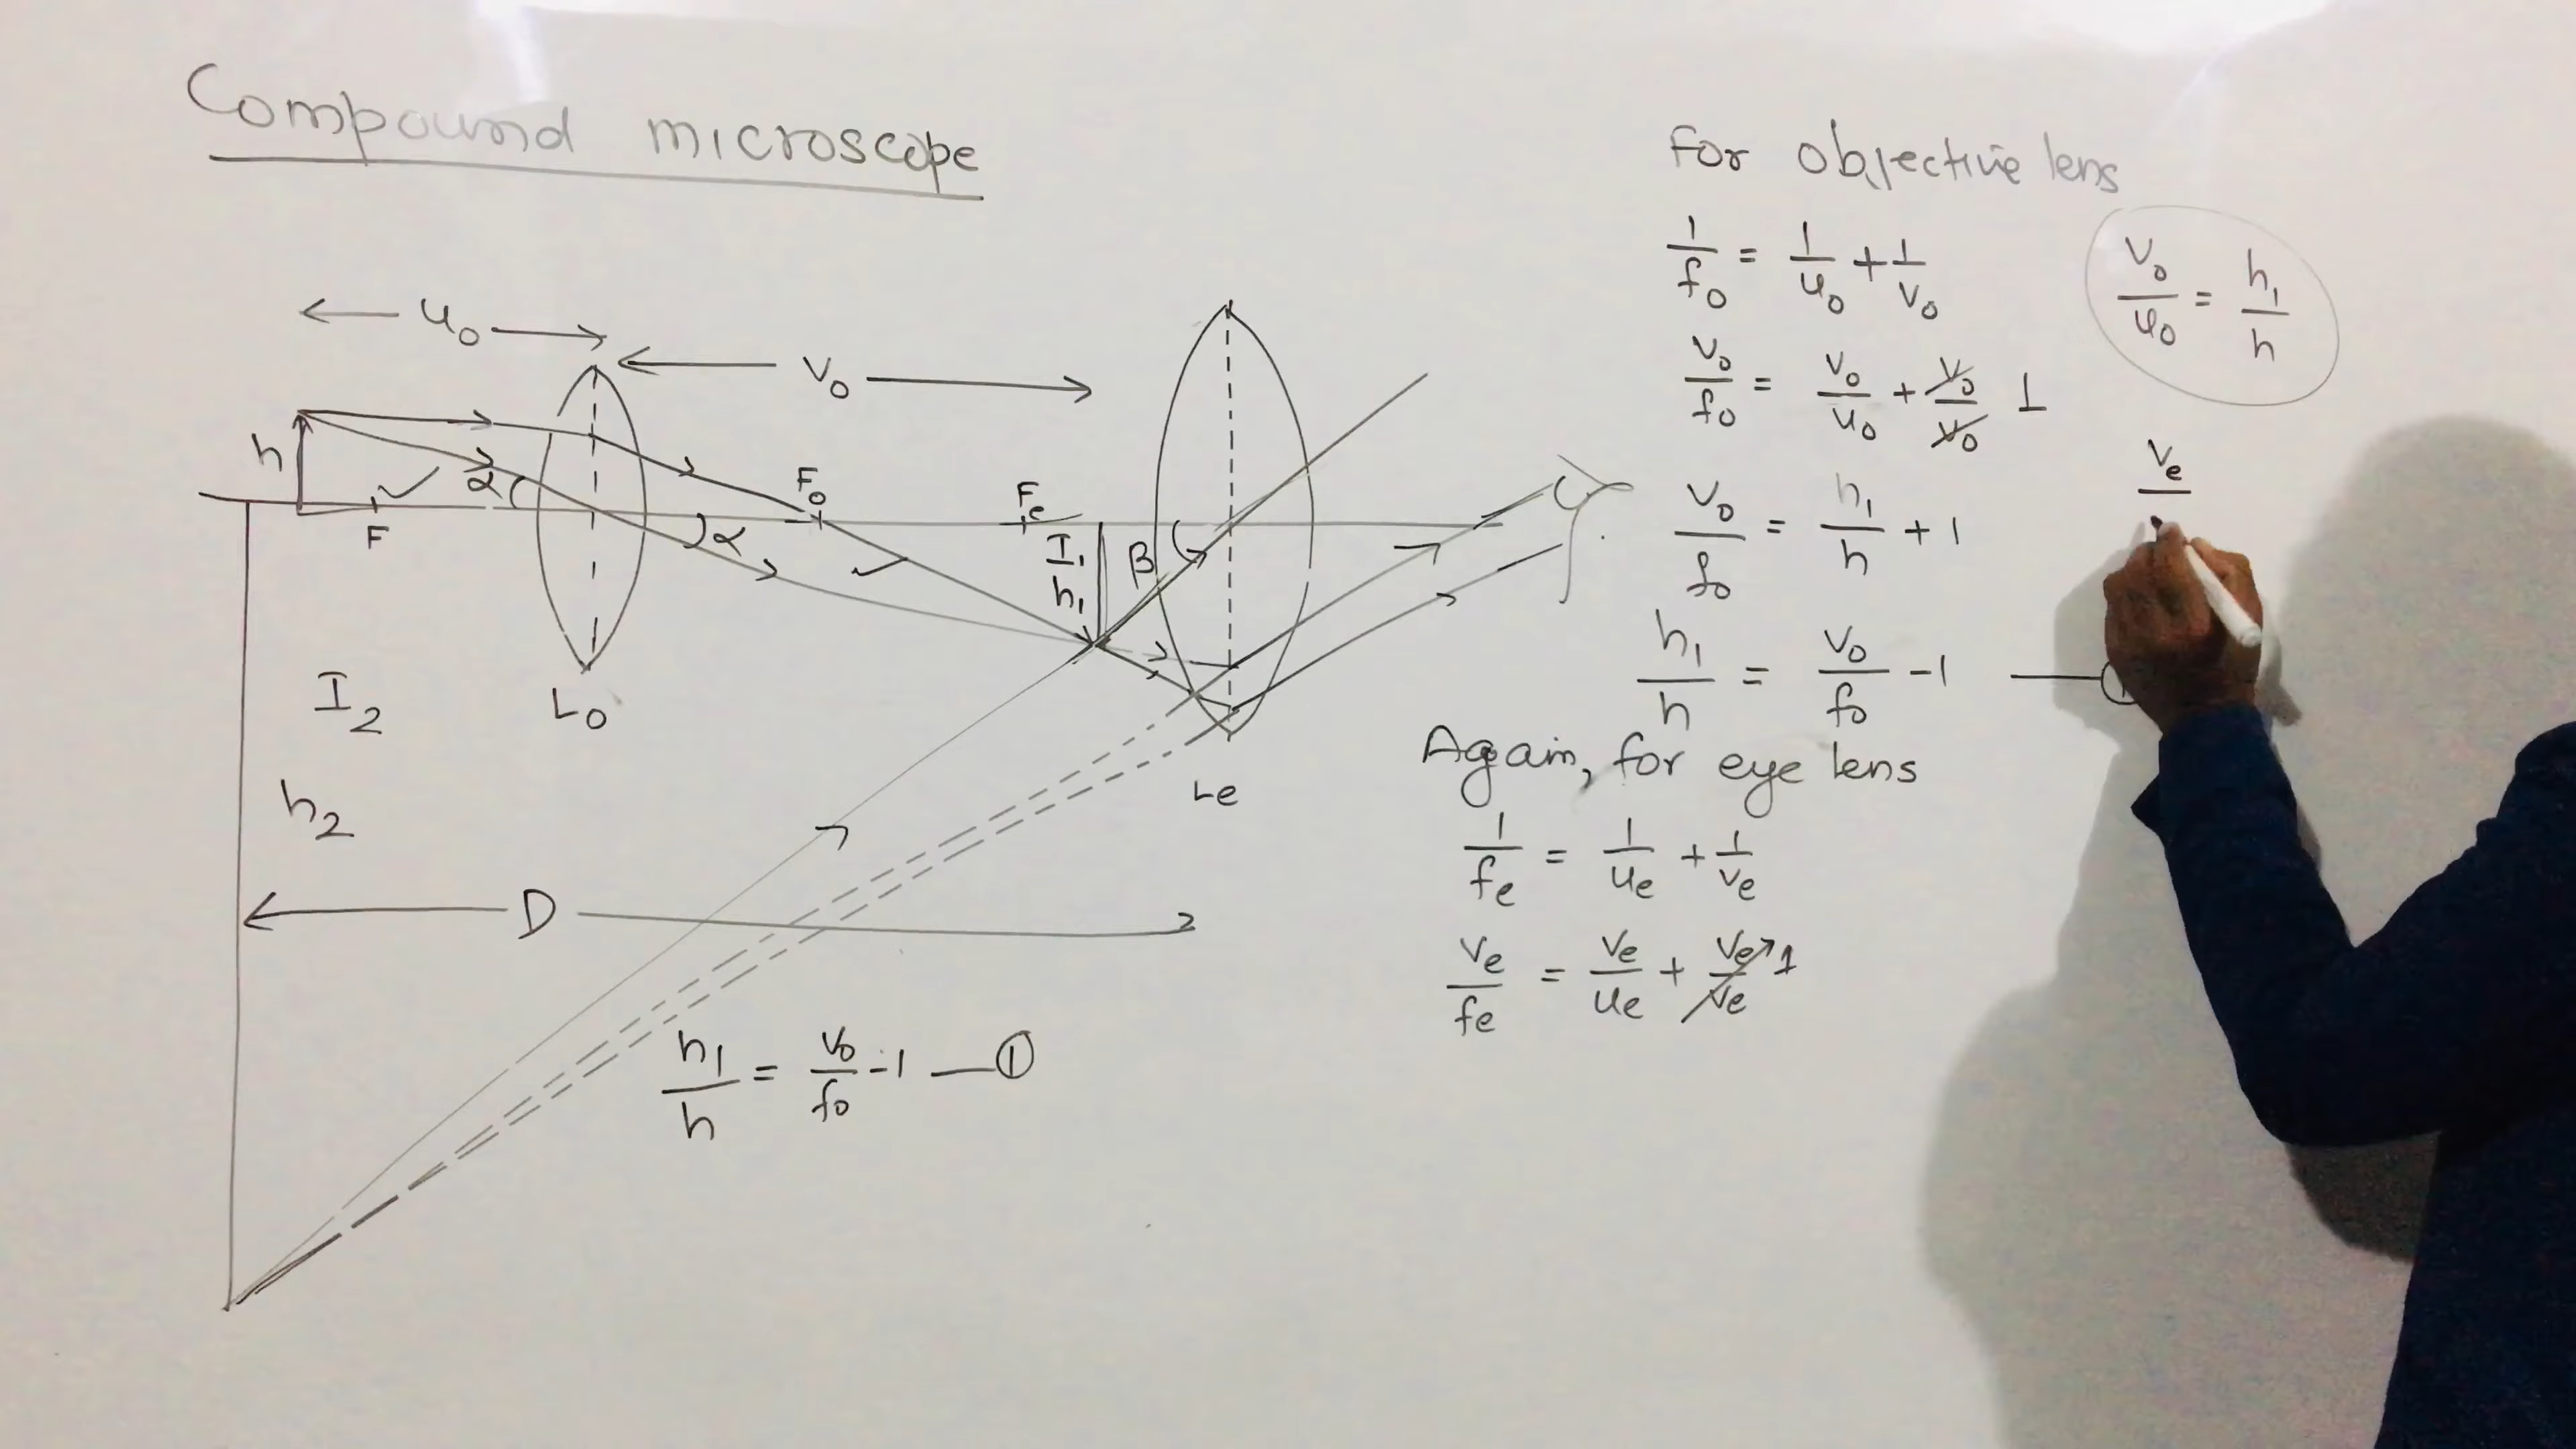 Compound microscope
u₀
v₀
h
F
α
α
F₀
Fe
I₁
h₁
β
I₂
h₂
L₀
Le
D
h₁/h = v₀/f₀ - 1 — ①
For objective lens
1/f₀ = 1/u₀ + 1/v₀
v₀/f₀ = v₀/u₀ + v₀/v₀ 1
v₀/f₀ = h₁/h + 1
h₁/h = v₀/f₀ - 1
Again, for eye lens
1/fe = 1/ue + 1/ve
ve/fe = ve/ue + ve/ve 1
v₀/u₀ = h₁/h
ve